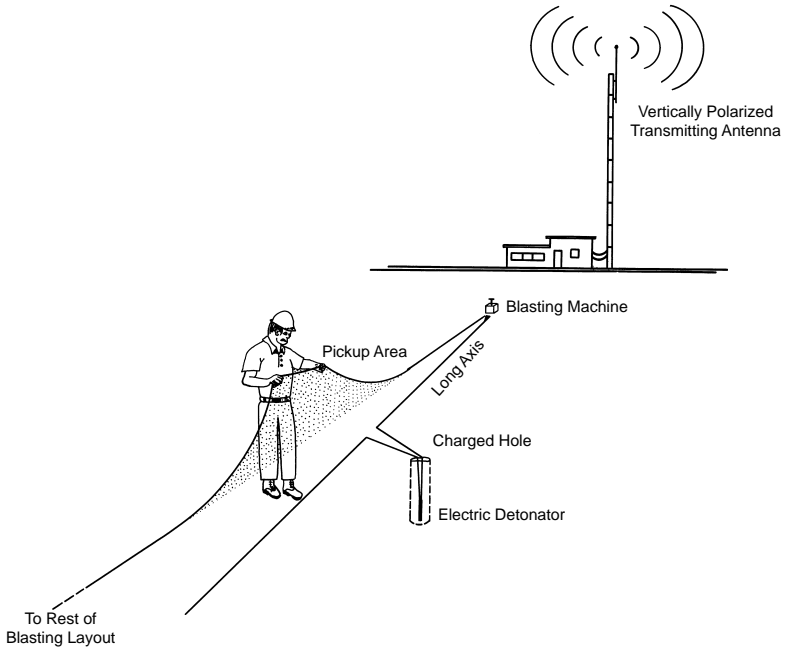 Vertically Polarized
Transmitting Antenna
Blasting Machine
Pickup Area
Long Axis
Charged Hole
Electric Detonator
To Rest of
Blasting Layout